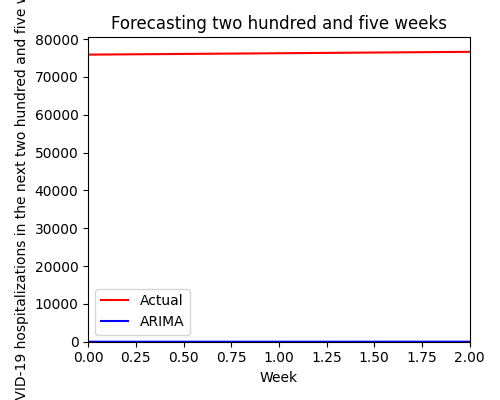 Forecasting two hundred and five weeks
VID-19 hospitalizations in the next two hundred and five
80000
70000
60000
50000
40000
30000
20000
10000
0
Actual
ARIMA
0.00 0.25 0.50 0.75 1.00 1.25 1.50 1.75 2.00
Week